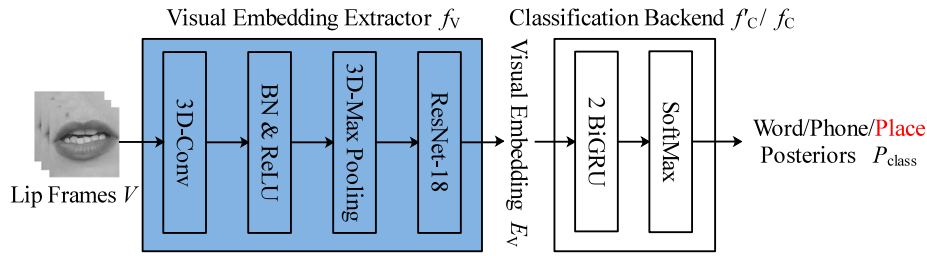 Visual Embedding Extractor fV
Classification Backend f'C / fC
Lip Frames V
3D-Conv
BN & ReLU
3D-Max Pooling
ResNet-18
Visual Embedding EV
2 BiGRU
SoftMax
Word/Phone/Place
Posteriors Pclass